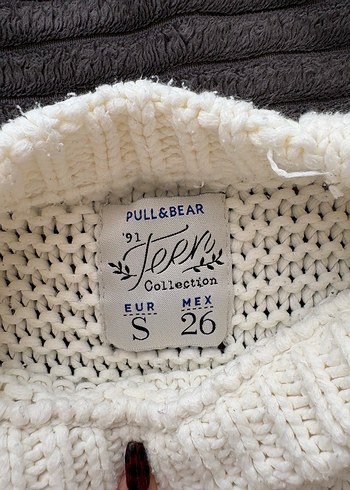 PULL&BEAR
'91
Teen
Collection
EUR MEX
S 26